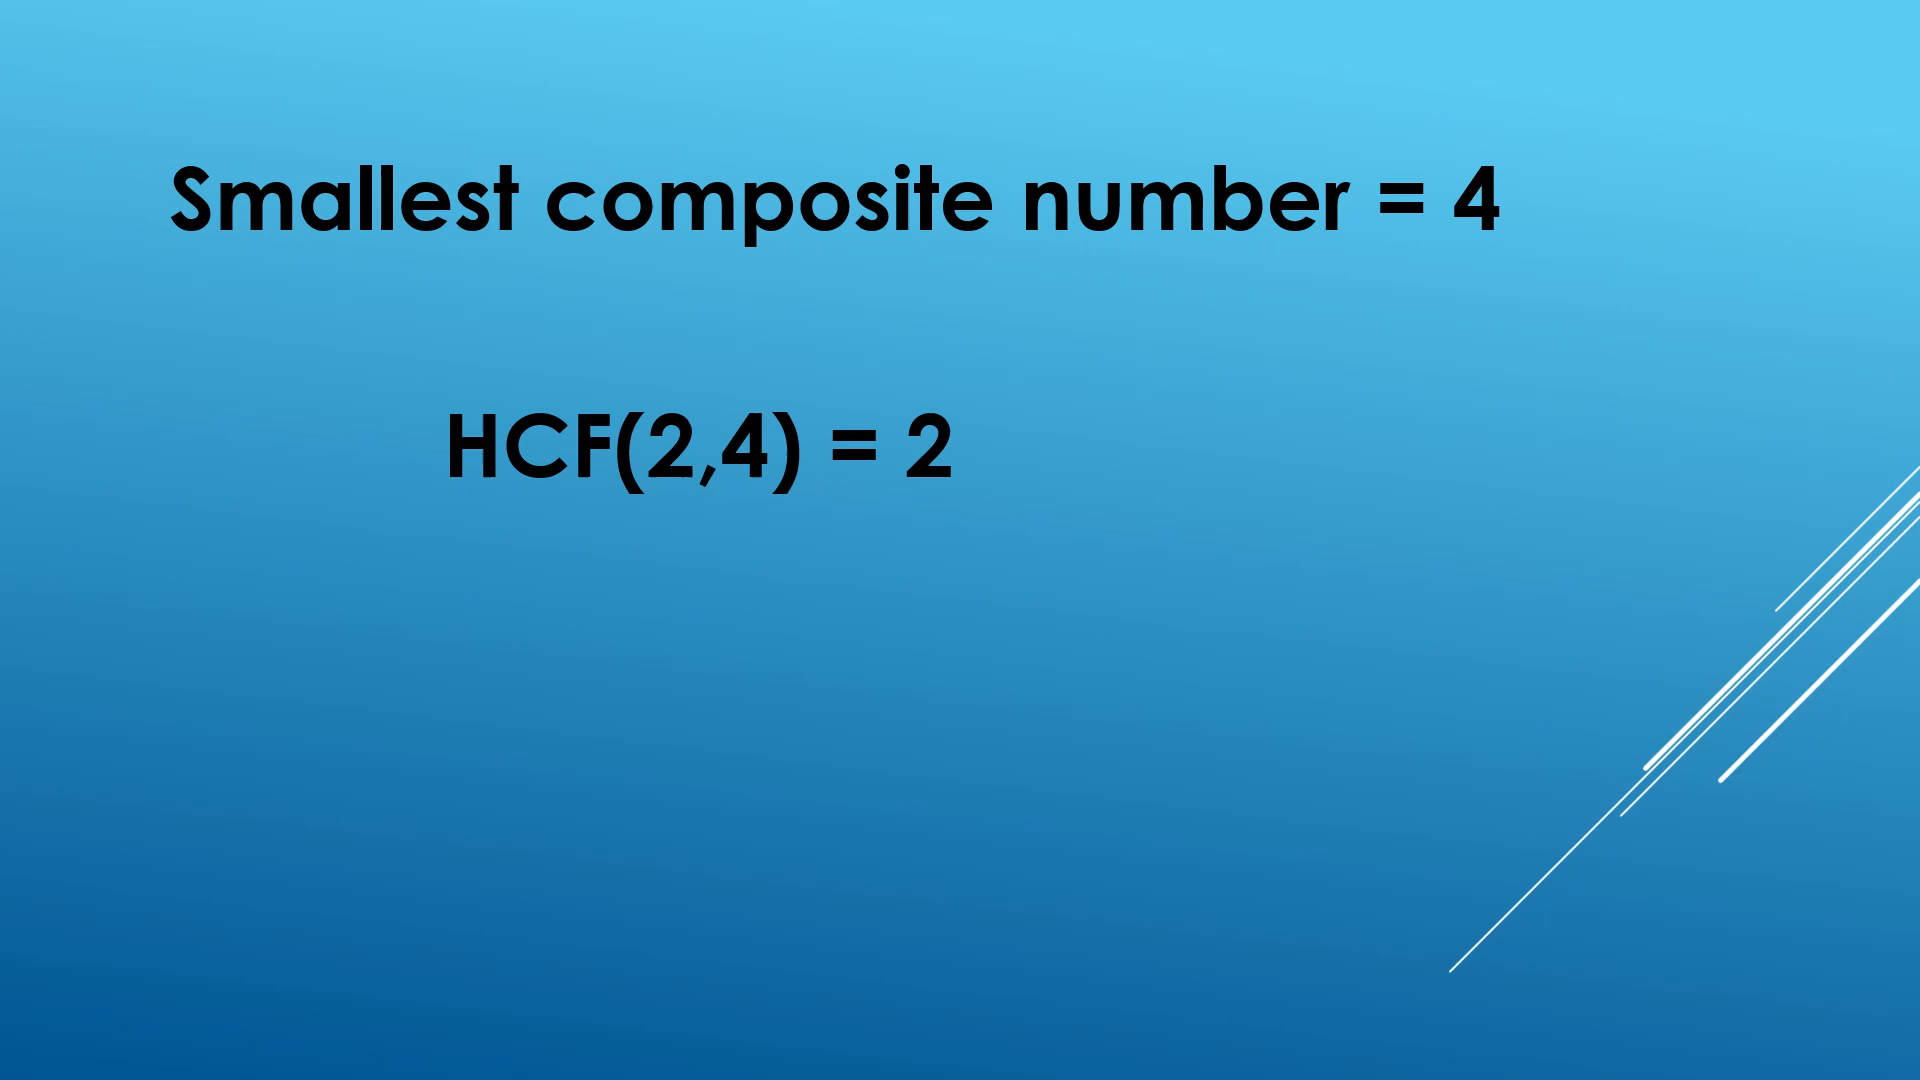 Smallest composite number = 4
HCF(2,4) = 2